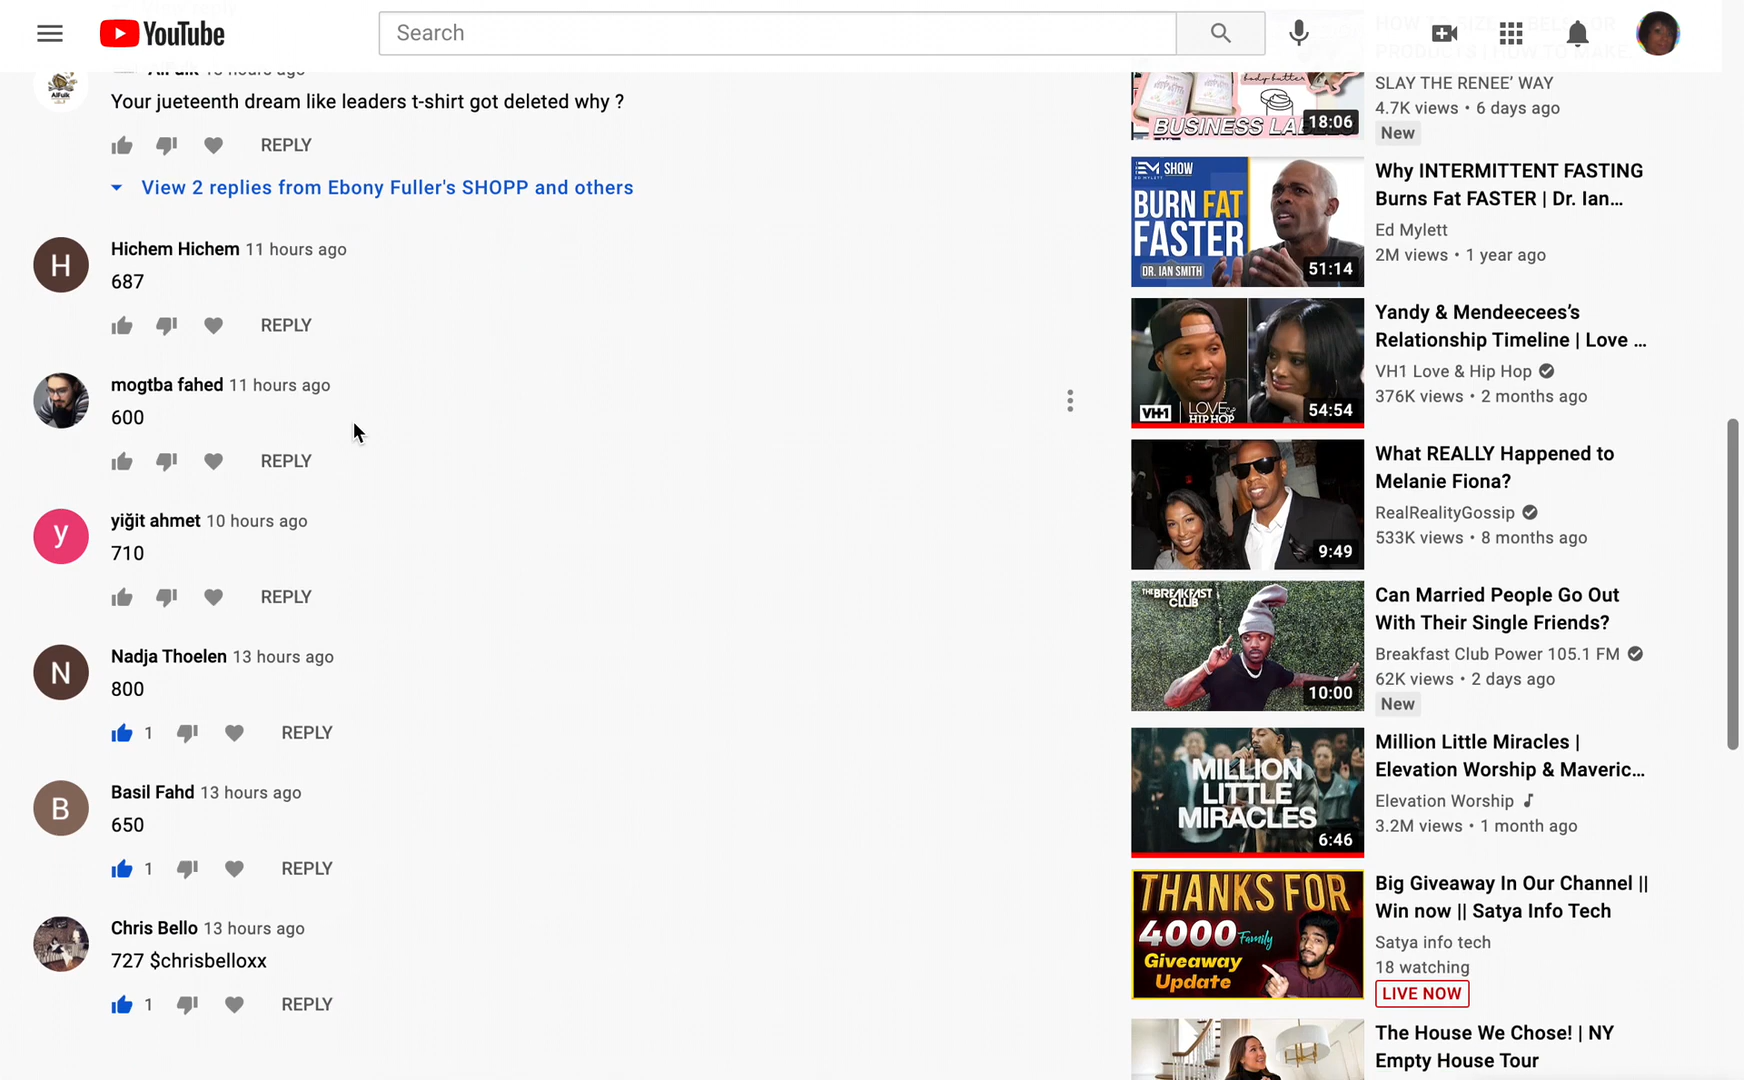 YouTube
Search
AlFulk 13 hours ago
Your jueteenth dream like leaders t-shirt got deleted why ?
REPLY
View 2 replies from Ebony Fuller's SHOPP and others
H
Hichem Hichem 11 hours ago
687
REPLY
mogtba fahed 11 hours ago
600
REPLY
y
yiğit ahmet 10 hours ago
710
REPLY
N
Nadja Thoelen 13 hours ago
800
1 REPLY
B
Basil Fahd 13 hours ago
650
1 REPLY
Chris Bello 13 hours ago
727 $chrisbelloxx
1 REPLY
body butter
BUSINESS LA
18:06
SLAY THE RENEE’ WAY
4.7K views • 6 days ago
New
EM SHOW
ED MYLETT
BURN FAT
FASTER
DR. IAN SMITH
51:14
Why INTERMITTENT FASTING
Burns Fat FASTER | Dr. Ian...
Ed Mylett
2M views • 1 year ago
VH1 LOVE &
HIP HOP
54:54
Yandy & Mendeecees’s
Relationship Timeline | Love ...
VH1 Love & Hip Hop
376K views • 2 months ago
9:49
What REALLY Happened to
Melanie Fiona?
RealRealityGossip
533K views • 8 months ago
THE BREAKFAST
CLUB
10:00
Can Married People Go Out
With Their Single Friends?
Breakfast Club Power 105.1 FM
62K views • 2 days ago
New
MILLION
LITTLE
MIRACLES
6:46
Million Little Miracles |
Elevation Worship & Maveric...
Elevation Worship
3.2M views • 1 month ago
THANKS FOR
4000 Family
Giveaway
Update
Big Giveaway In Our Channel ||
Win now || Satya Info Tech
Satya info tech
18 watching
LIVE NOW
The House We Chose! | NY
Empty House Tour